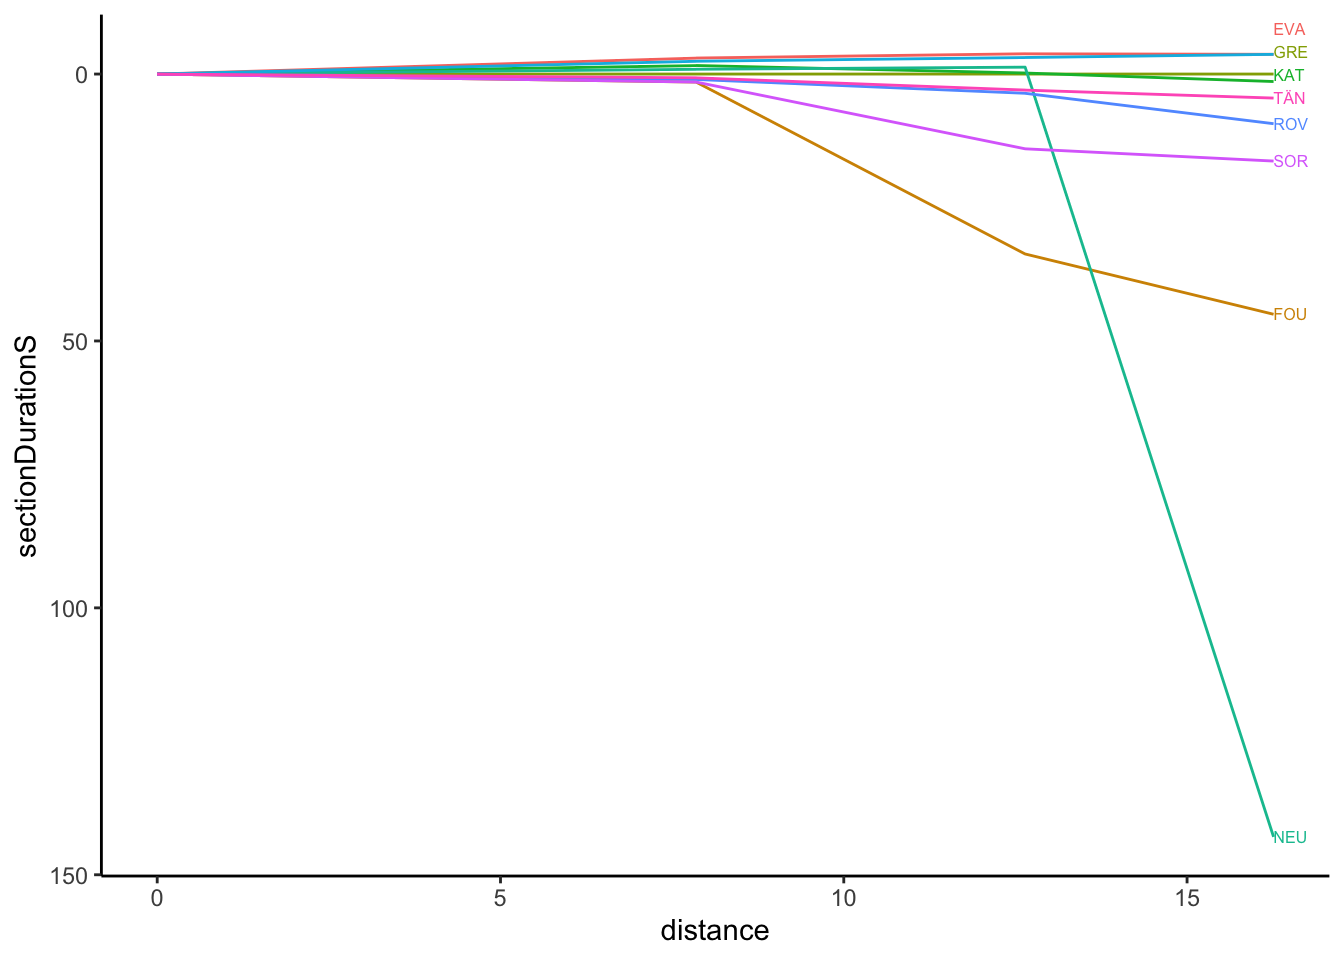 EVA
GRE
0
KAT
TÄN
ROV
SOR
FOU
50
sectionDurationS
100
NEU
150
0 5 10 15
distance